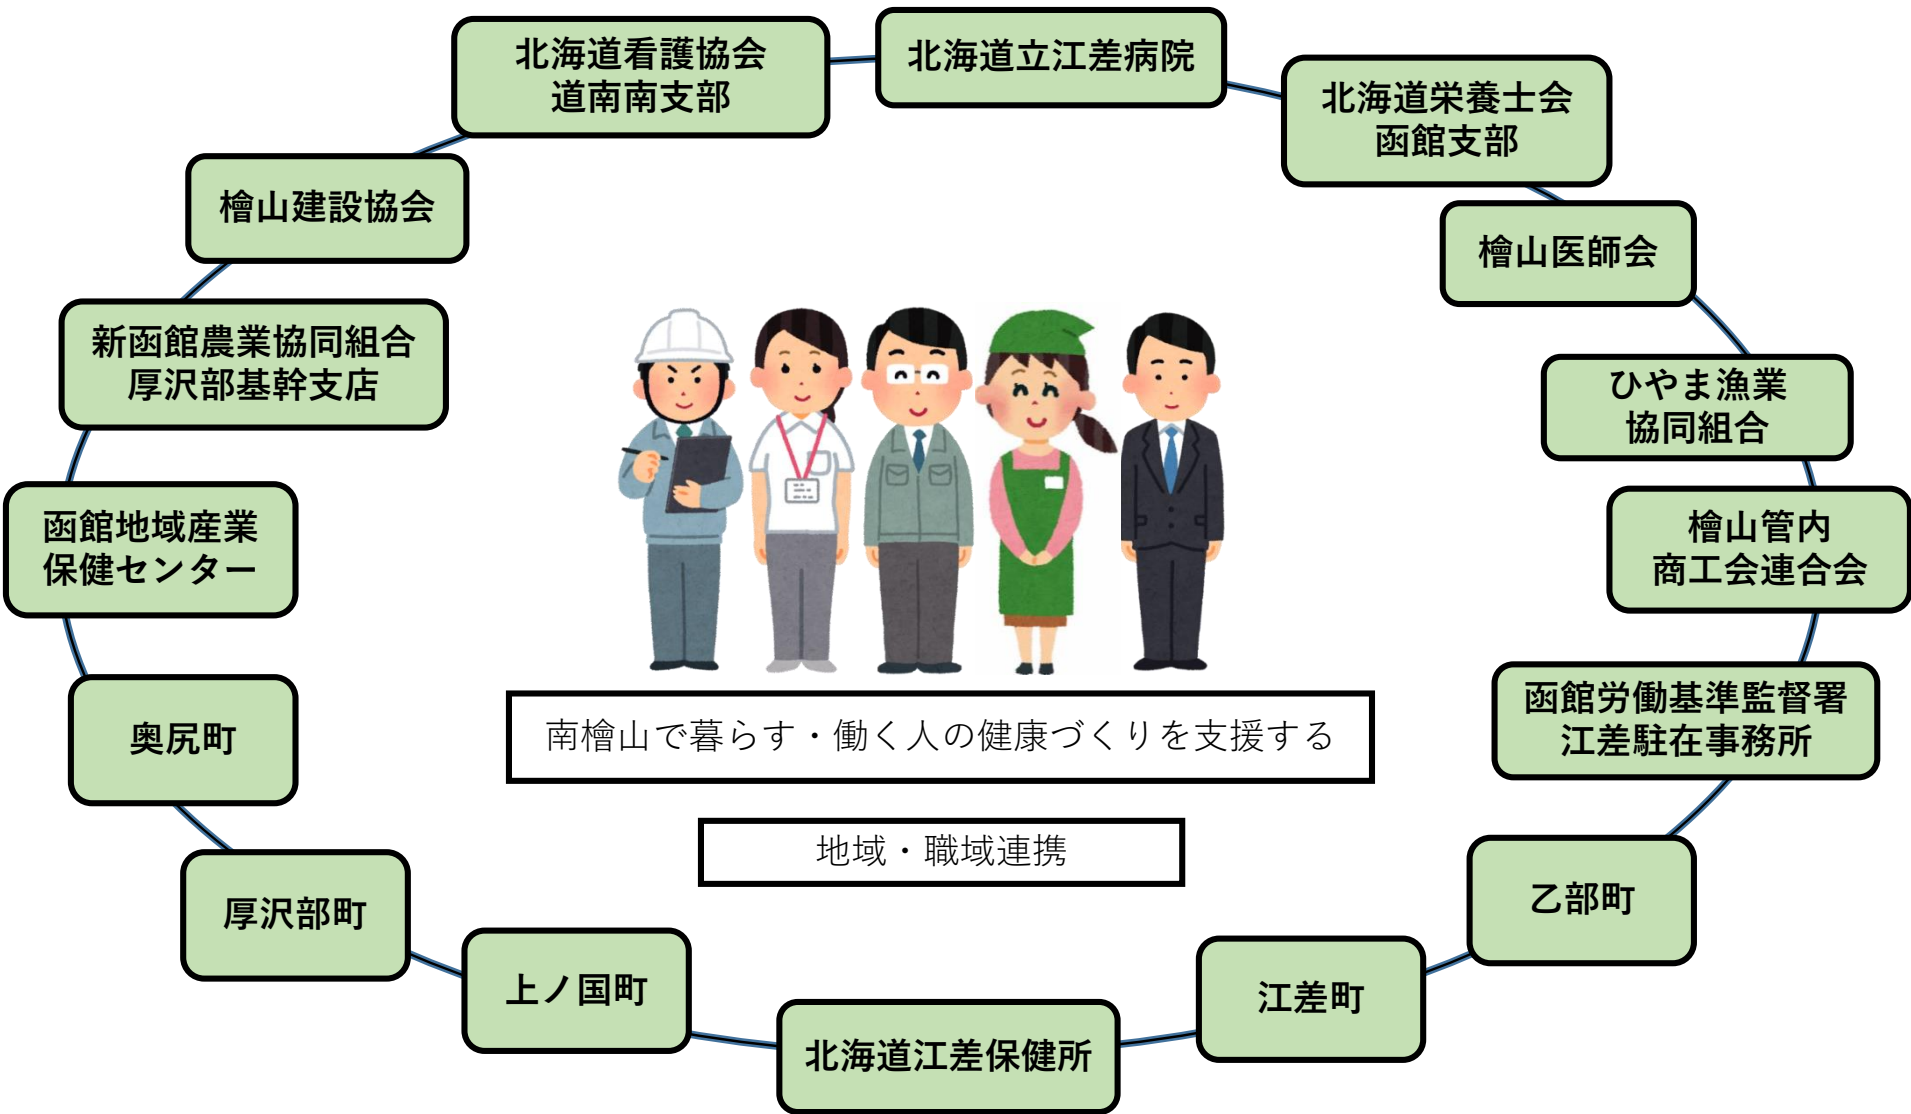 北海道看護協会
道南南支部
北海道立江差病院
北海道栄養士会
函館支部
檜山建設協会
檜山医師会
新函館農業協同組合
厚沢部基幹支店
ひやま漁業
協同組合
函館地域産業
保健センター
檜山管内
商工会連合会
奥尻町
函館労働基準監督署
江差駐在事務所
南檜山で暮らす・働く人の健康づくりを支援する
地域・職域連携
厚沢部町
乙部町
上ノ国町
江差町
北海道江差保健所